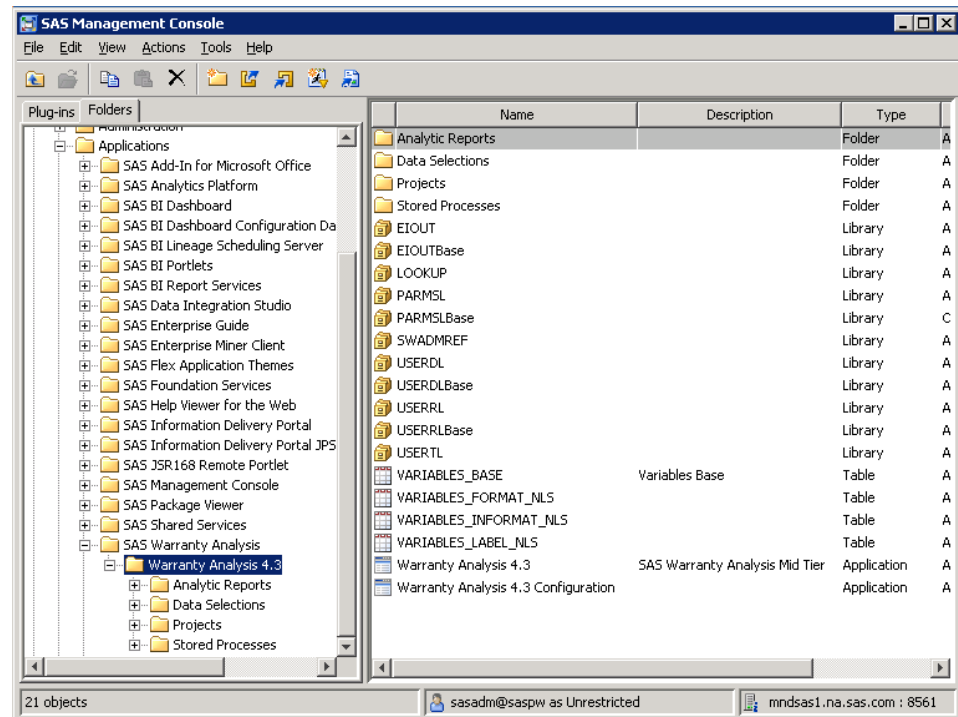 SAS Management Console
File Edit View Actions Tools Help
Plug-ins Folders
Administration
Applications
SAS Add-In for Microsoft Office
SAS Analytics Platform
SAS BI Dashboard
SAS BI Dashboard Configuration Da
SAS BI Lineage Scheduling Server
SAS BI Portlets
SAS BI Report Services
SAS Data Integration Studio
SAS Enterprise Guide
SAS Enterprise Miner Client
SAS Flex Application Themes
SAS Foundation Services
SAS Help Viewer for the Web
SAS Information Delivery Portal
SAS Information Delivery Portal JPS
SAS JSR168 Remote Portlet
SAS Management Console
SAS Package Viewer
SAS Shared Services
SAS Warranty Analysis
Warranty Analysis 4.3
Analytic Reports
Data Selections
Projects
Stored Processes
Name Description Type
Analytic Reports Folder A
Data Selections Folder A
Projects Folder A
Stored Processes Folder A
EIOUT Library A
EIOUTBase Library A
LOOKUP Library A
PARMSL Library A
PARMSLBase Library C
SWADMREF Library A
USERDL Library A
USERDLBase Library A
USERRL Library A
USERRLBase Library A
USERTL Library A
VARIABLES_BASE Variables Base Table A
VARIABLES_FORMAT_NLS Table A
VARIABLES_INFORMAT_NLS Table A
VARIABLES_LABEL_NLS Table A
Warranty Analysis 4.3 SAS Warranty Analysis Mid Tier Application A
Warranty Analysis 4.3 Configuration Application A
21 objects sasadm@saspw as Unrestricted mndsas1.na.sas.com : 8561